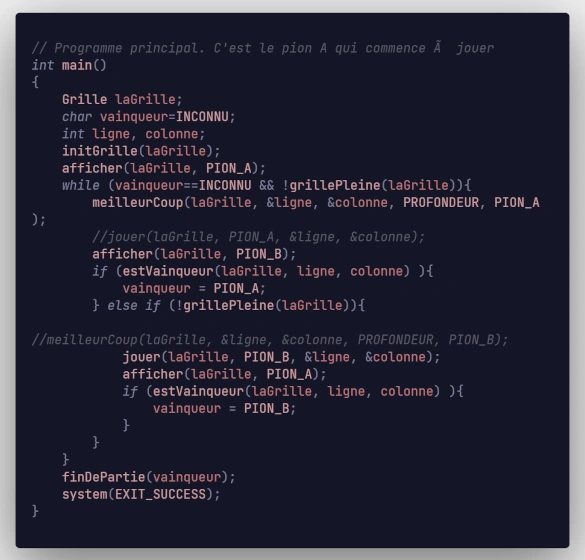 // Programme principal. C'est le pion A qui commence Ã  jouer
int main()
{
    Grille laGrille;
    char vainqueur=INCONNU;
    int ligne, colonne;
    initGrille(laGrille);
    afficher(laGrille, PION_A);
    while (vainqueur==INCONNU && !grillePleine(laGrille)){
        meilleurCoup(laGrille, &ligne, &colonne, PROFONDEUR, PION_A
);
        //jouer(laGrille, PION_A, &ligne, &colonne);
        afficher(laGrille, PION_B);
        if (estVainqueur(laGrille, ligne, colonne) ){
            vainqueur = PION_A;
        } else if (!grillePleine(laGrille)){
//meilleurCoup(laGrille, &ligne, &colonne, PROFONDEUR, PION_B);
            jouer(laGrille, PION_B, &ligne, &colonne);
            afficher(laGrille, PION_A);
            if (estVainqueur(laGrille, ligne, colonne) ){
                vainqueur = PION_B;
            }
        }
    }
    finDePartie(vainqueur);
    system(EXIT_SUCCESS);
}